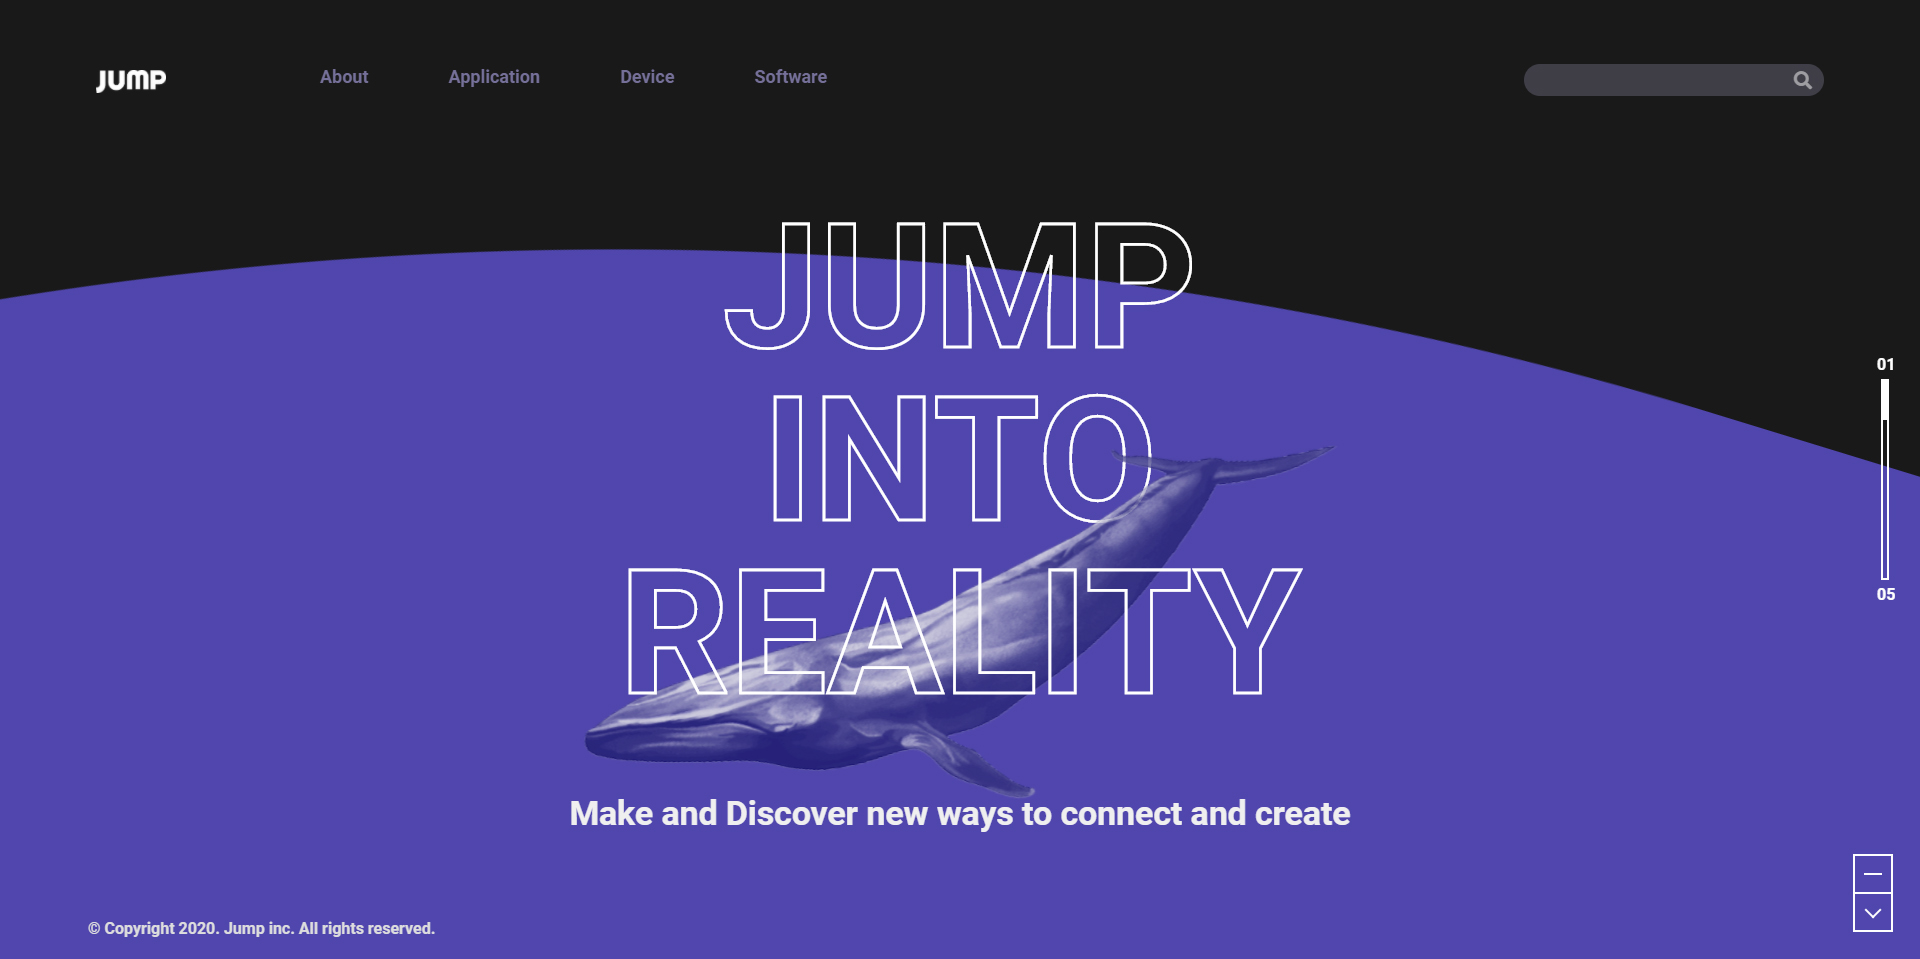 JUMP
About
Application
Device
Software
JUMP
INTO
REALITY
01
05
Make and Discover new ways to connect and create
© Copyright 2020. Jump inc. All rights reserved.